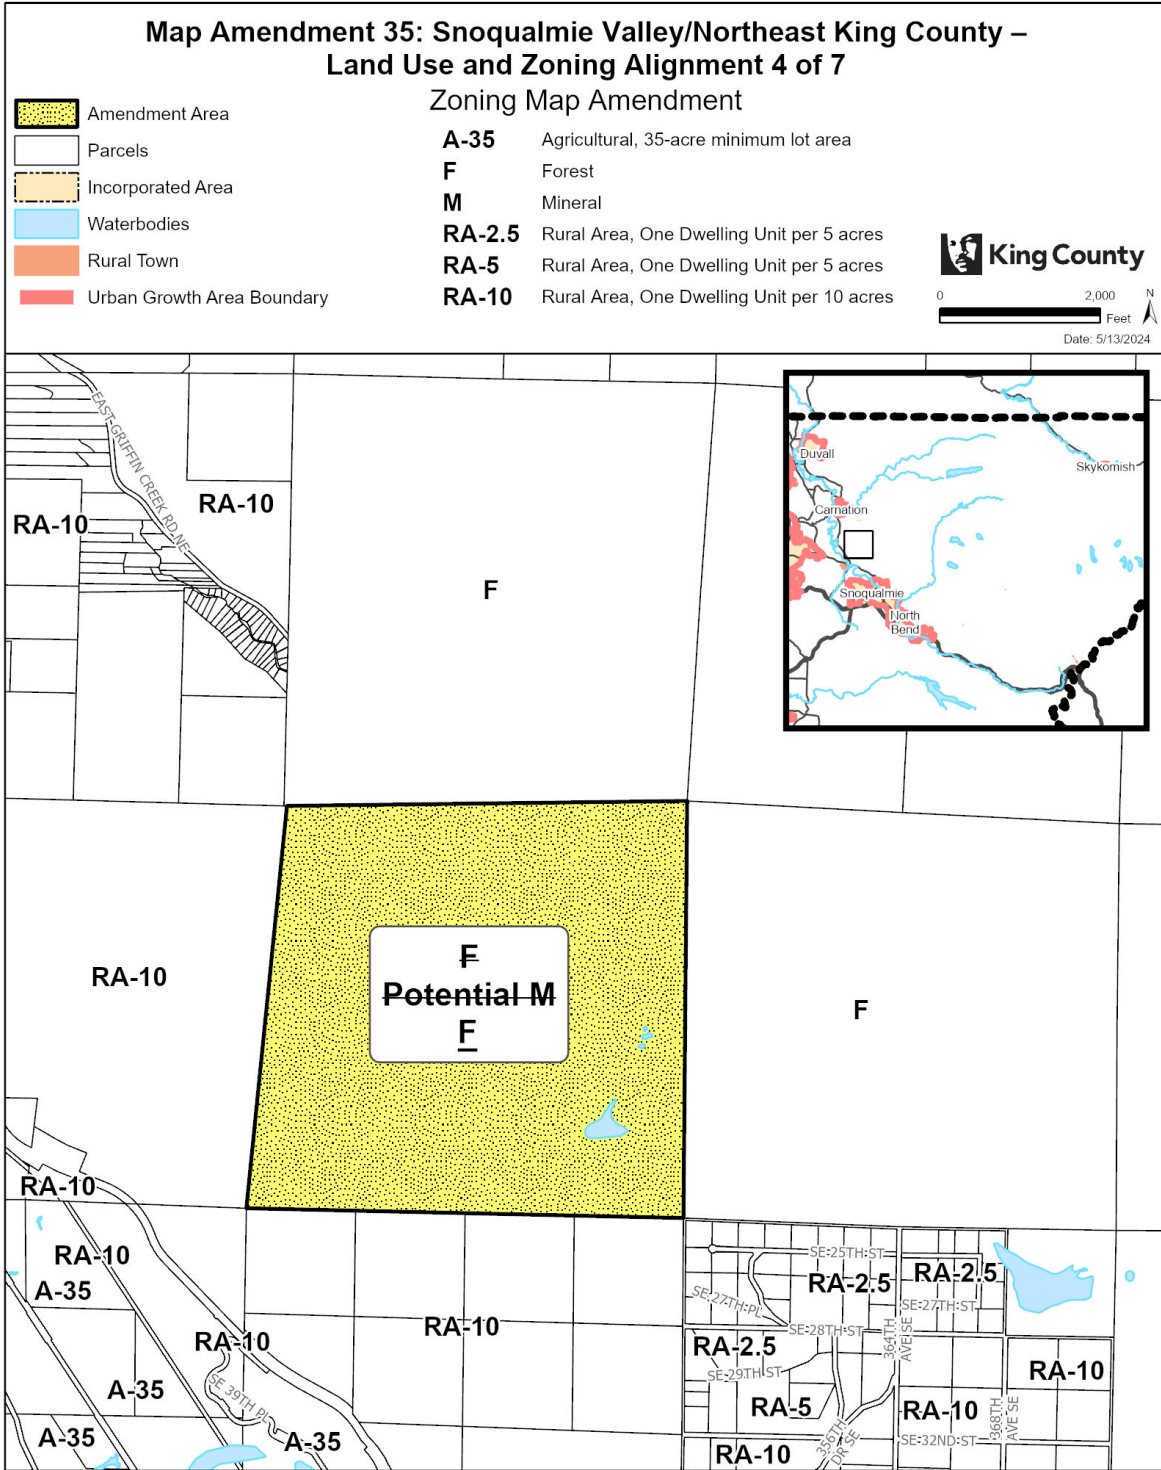 Map Amendment 35: Snoqualmie Valley/Northeast King County –
Land Use and Zoning Alignment 4 of 7
Zoning Map Amendment
Amendment Area
Parcels
Incorporated Area
Waterbodies
Rural Town
Urban Growth Area Boundary
A-35 Agricultural, 35-acre minimum lot area
F Forest
M Mineral
RA-2.5 Rural Area, One Dwelling Unit per 5 acres
RA-5 Rural Area, One Dwelling Unit per 5 acres
RA-10 Rural Area, One Dwelling Unit per 10 acres
King County
0 2,000 N
Feet
Date: 5/13/2024
EAST GRIFFIN CREEK RD NE
RA-10
RA-10
F
Duvall
Skykomish
Carnation
Snoqualmie
North
Bend
RA-10
F
Potential M
F
F
RA-10
RA-10
A-35
RA-10
A-35
SE 39TH PL
A-35
A-35
RA-10
SE 25TH ST
RA-2.5
RA-2.5
SE 27TH PL
SE 27TH ST
SE 28TH ST
364TH
AVE SE
RA-2.5
SE 29TH ST
RA-10
RA-5
RA-10
368TH
AVE SE
356TH
DR SE
SE 32ND ST
RA-10